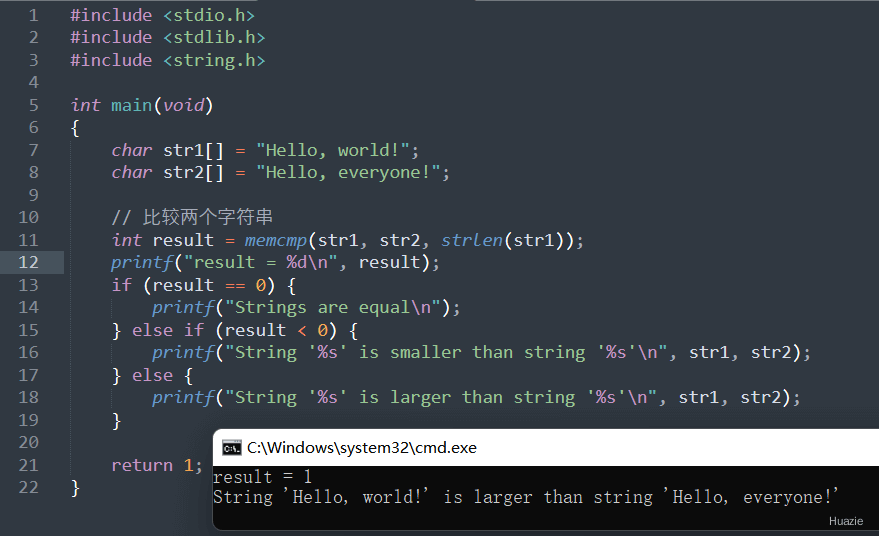 1 #include <stdio.h>
2 #include <stdlib.h>
3 #include <string.h>
4
5 int main(void)
6 {
7     char str1[] = "Hello, world!";
8     char str2[] = "Hello, everyone!";
9
10     // 比较两个字符串
11     int result = memcmp(str1, str2, strlen(str1));
12     printf("result = %d\n", result);
13     if (result == 0) {
14         printf("Strings are equal\n");
15     } else if (result < 0) {
16         printf("String '%s' is smaller than string '%s'\n", str1, str2);
17     } else {
18         printf("String '%s' is larger than string '%s'\n", str1, str2);
19     }
20
21     return 1;
22 }
C:\Windows\system32\cmd.exe
result = 1
String 'Hello, world!' is larger than string 'Hello, everyone!'
Huazie